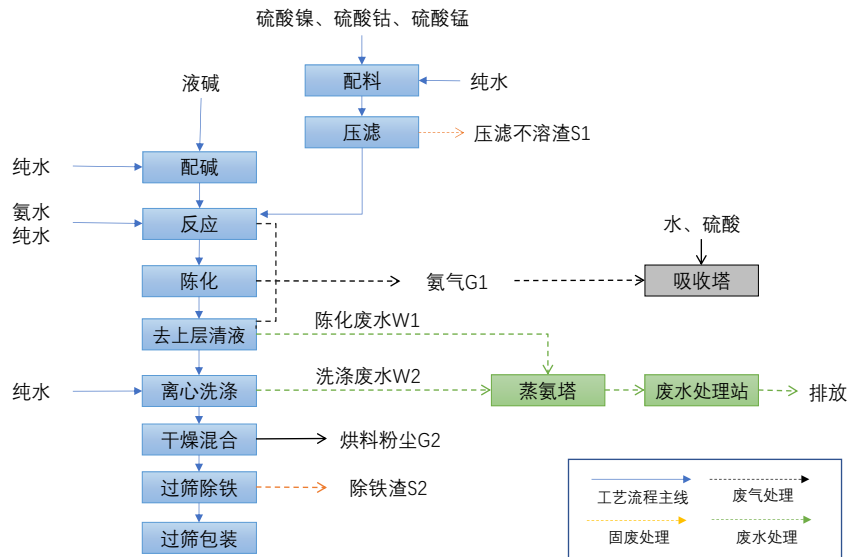 硫酸镍、硫酸钴、硫酸锰
配料
纯水
液碱
压滤
压滤不溶渣S1
纯水
配碱
氨水
纯水
反应
水、硫酸
陈化
氨气G1
吸收塔
去上层清液
陈化废水W1
纯水
离心洗涤
洗涤废水W2
蒸氨塔
废水处理站
排放
干燥混合
烘料粉尘G2
过筛除铁
除铁渣S2
过筛包装
工艺流程主线
废气处理
固废处理
废水处理